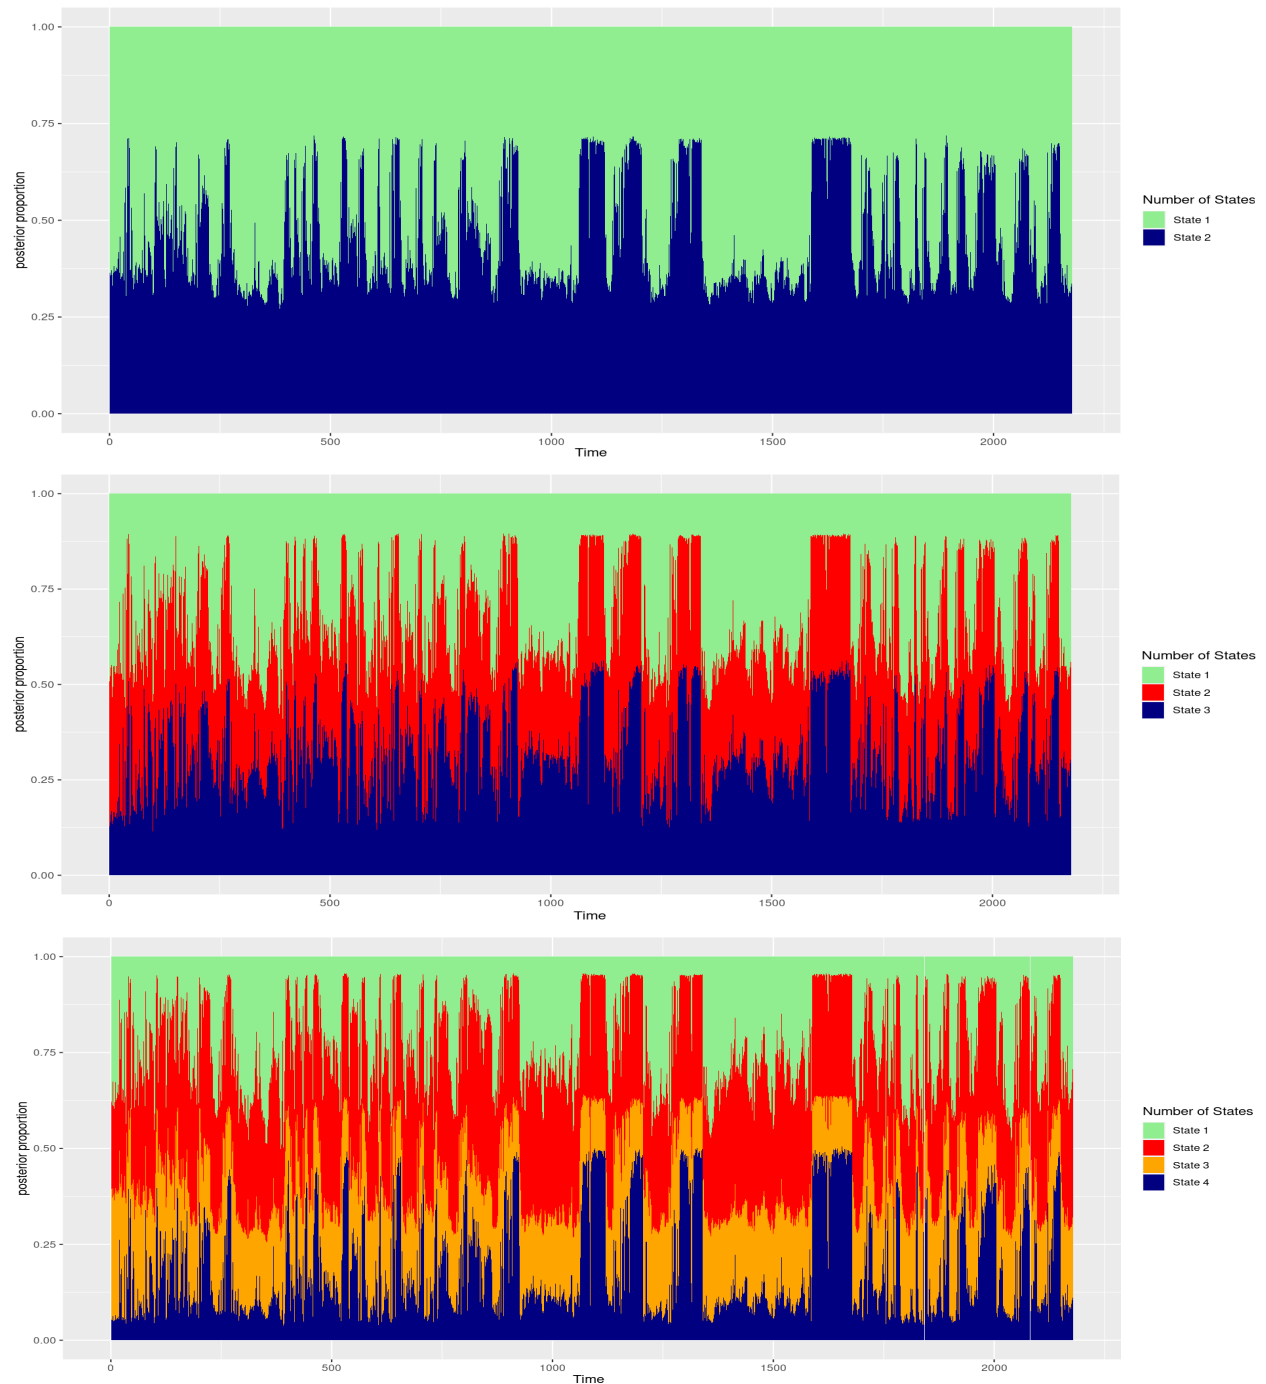 1.00
0.75
0.50
0.25
0.00
posterior proportion
0 500 1000 1500 2000
Time
Number of States
State 1
State 2
1.00
0.75
0.50
0.25
0.00
posterior proportion
0 500 1000 1500 2000
Time
Number of States
State 1
State 2
State 3
1.00
0.75
0.50
0.25
0.00
posterior proportion
0 500 1000 1500 2000
Time
Number of States
State 1
State 2
State 3
State 4